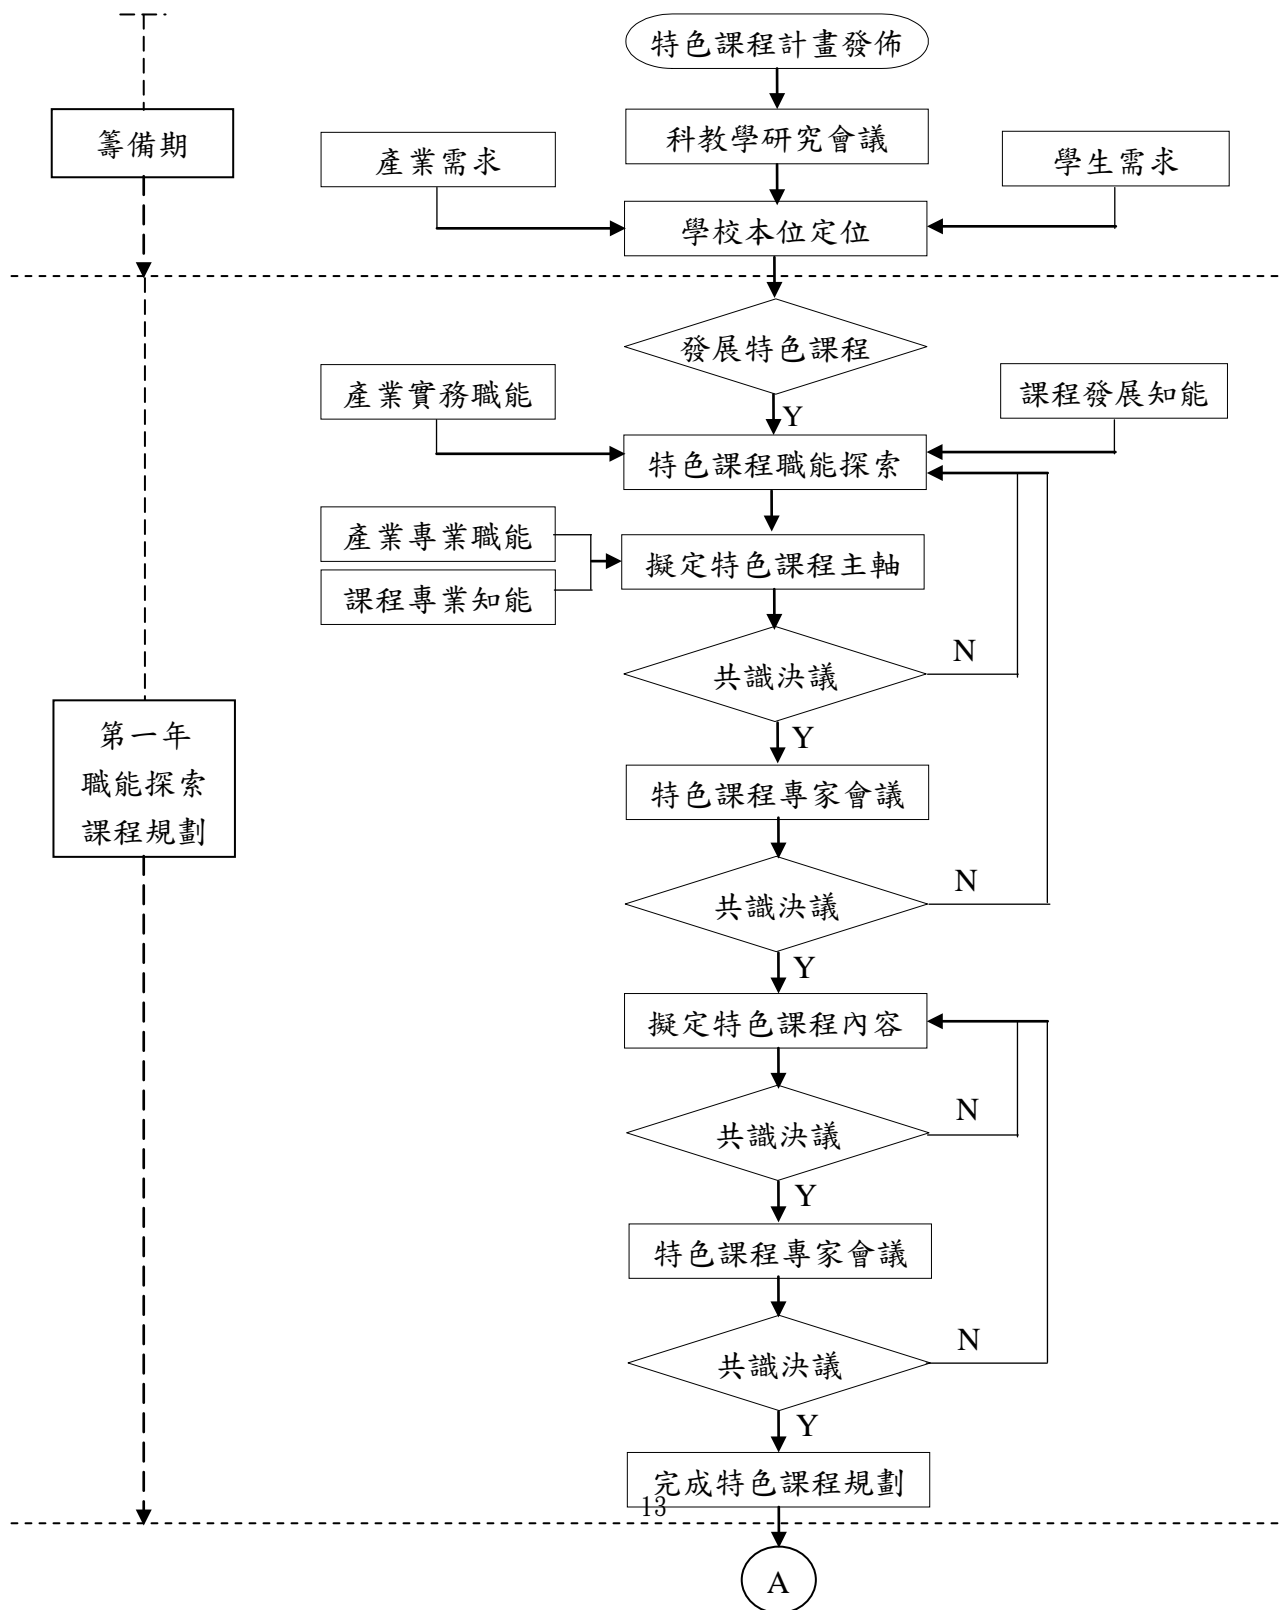 特色課程計畫發佈
籌備期
科教學研究會議
產業需求
學生需求
學校本位定位
發展特色課程
產業實務職能
課程發展知能
Y
特色課程職能探索
產業專業職能
擬定特色課程主軸
課程專業知能
共識決議
N
Y
第一年
職能探索
課程規劃
特色課程專家會議
共識決議
N
Y
擬定特色課程內容
共識決議
N
Y
特色課程專家會議
共識決議
N
Y
完成特色課程規劃
13
A